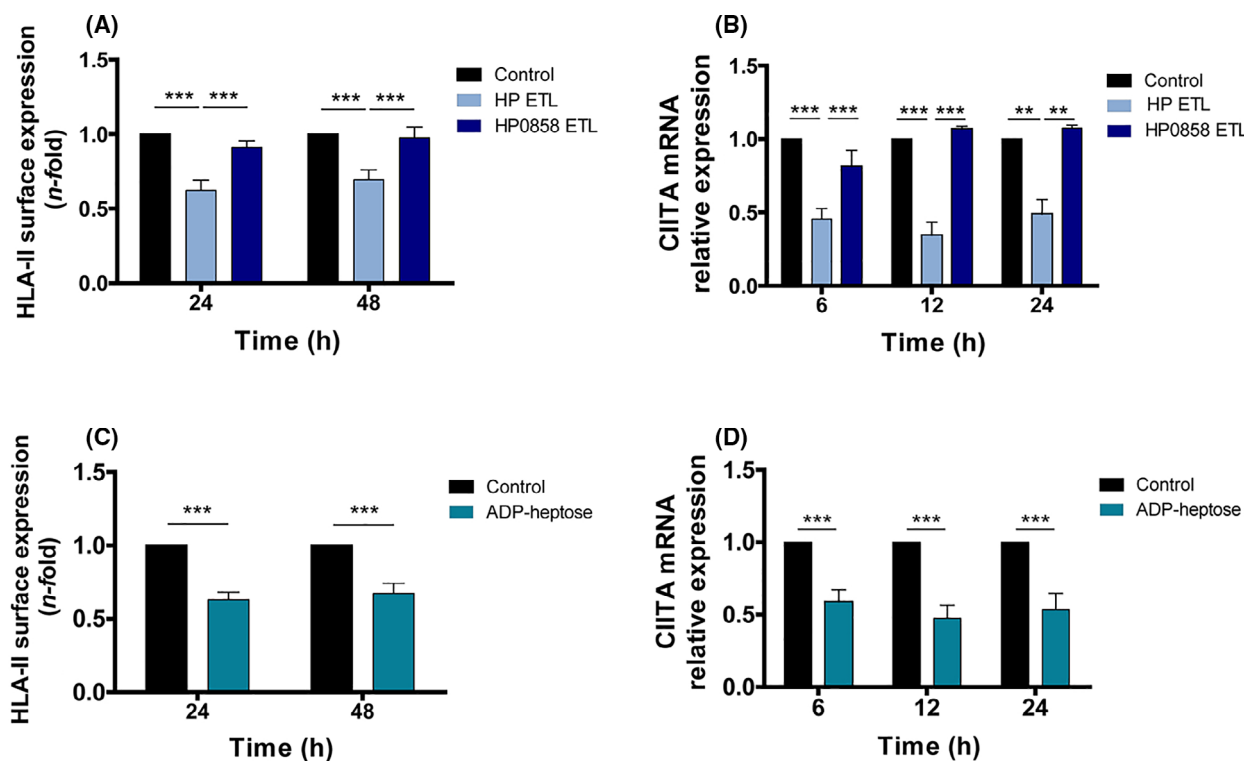 (A)
HLA-II surface expression
(n-fold)
1.5
1.0
0.5
0.0
*** ***
*** ***
24
48
Time (h)
Control
HP ETL
HP0858 ETL
(B)
CIITA mRNA
relative expression
1.5
1.0
0.5
0.0
*** ***
*** ***
** **
6
12
24
Time (h)
Control
HP ETL
HP0858 ETL
(C)
HLA-II surface expression
(n-fold)
1.5
1.0
0.5
0.0
***
***
24
48
Time (h)
Control
ADP-heptose
(D)
CIITA mRNA
relative expression
1.5
1.0
0.5
0.0
***
***
***
6
12
24
Time (h)
Control
ADP-heptose